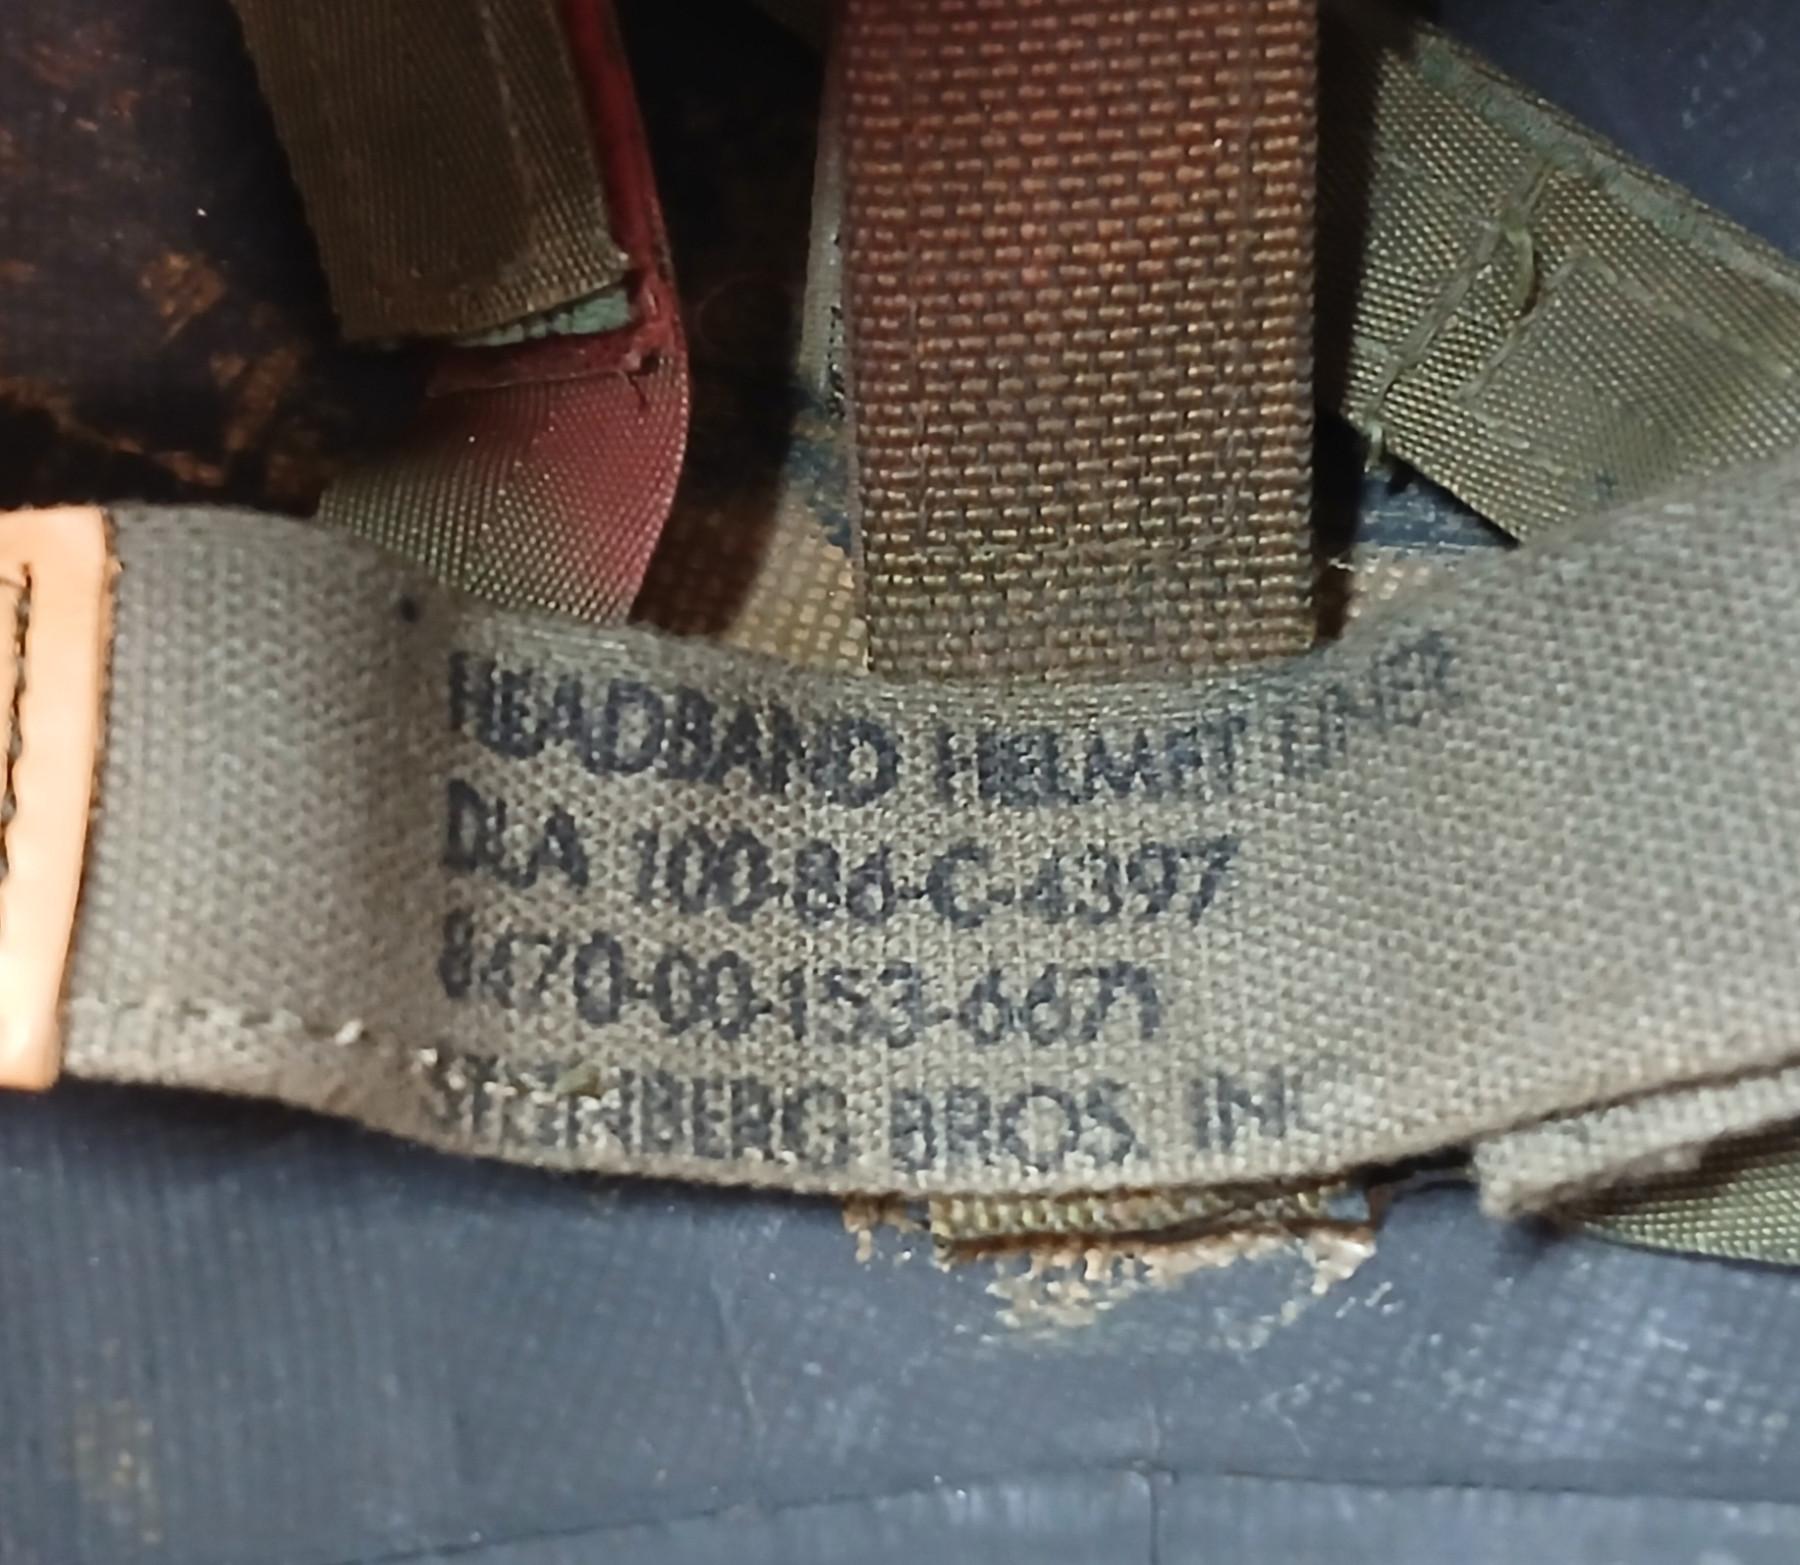 HEADBAND HELMET LINER
DLA 100-86-C-4397
8470-00-153-6671
STEINBERG BROS. INC.